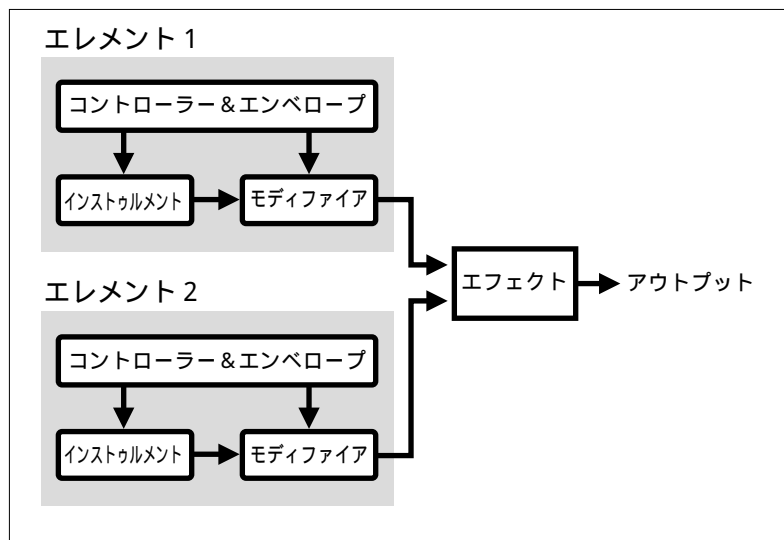 エレメント 1
コントローラー&エンベロープ
インストゥルメント
モディファイア
エフェクト
アウトプット
エレメント 2
コントローラー&エンベロープ
インストゥルメント
モディファイア